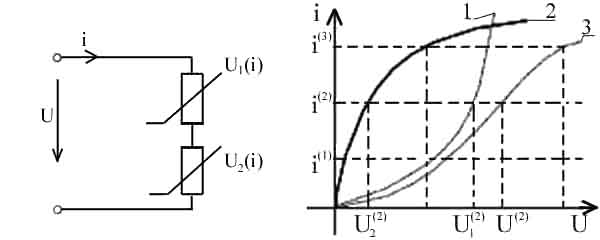 i
U₁(i)
U
U₂(i)
i
1
2
3
i⁽³⁾
i⁽²⁾
i⁽¹⁾
U₂⁽²⁾
U₁⁽²⁾
U⁽²⁾
U